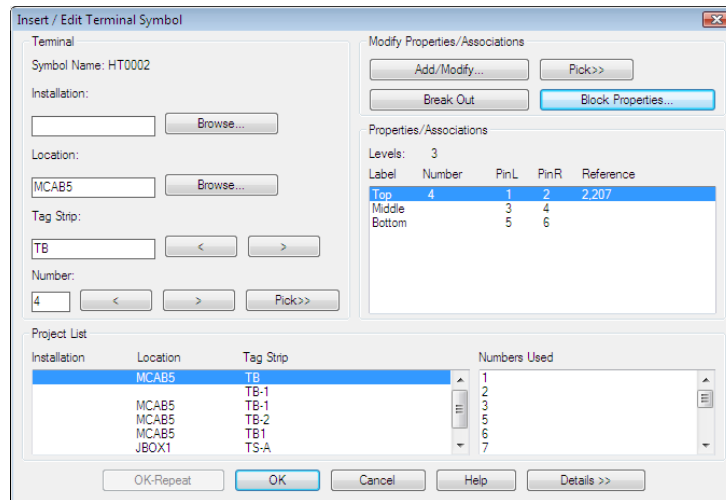 Insert / Edit Terminal Symbol
Terminal
Symbol Name: HT0002
Installation:
Browse...
Location:
MCAB5 Browse...
Tag Strip:
TB < >
Number:
4 < > Pick>>
Modify Properties/Associations
Add/Modify... Pick>>
Break Out Block Properties...
Properties/Associations
Levels: 3
Label Number PinL PinR Reference
Top 4 1 2 2,207
Middle 3 4
Bottom 5 6
Project List
Installation Location Tag Strip
MCAB5 TB
TB-1
MCAB5 TB-1
MCAB5 TB-2
MCAB5 TB1
JBOX1 TS-A
Numbers Used
1
2
3
5
6
7
OK-Repeat OK Cancel Help Details >>